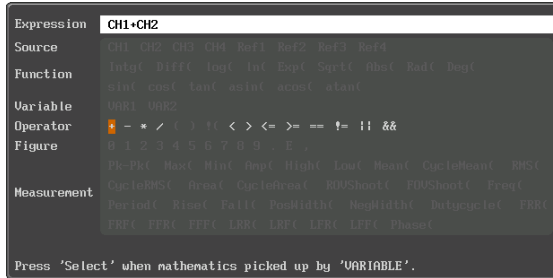 Expression CH1+CH2
Source CH1 CH2 CH3 CH4 Ref1 Ref2 Ref3 Ref4
Function Intg( Diff( log( ln( Exp( Sqrt( Abs( Rad( Deg(
sin( cos( tan( asin( acos( atan(
Variable VAR1 VAR2
Operator + - * / ( ) !( < > <= >= == != || &&
Figure 0 1 2 3 4 5 6 7 8 9 . E ,
Measurement Pk-Pk( Max( Min( Amp( High( Low( Mean( CycleMean( RMS(
CycleRMS( Area( CycleArea( ROVShoot( FOVShoot( Freq(
Period( Rise( Fall( PosWidth( NegWidth( Dutycycle( FRR(
FRF( FFR( FFF( LRR( LRF( LFR( LFF( Phase(
Press 'Selec t' when mathematics picked up by 'VARIABLE'.